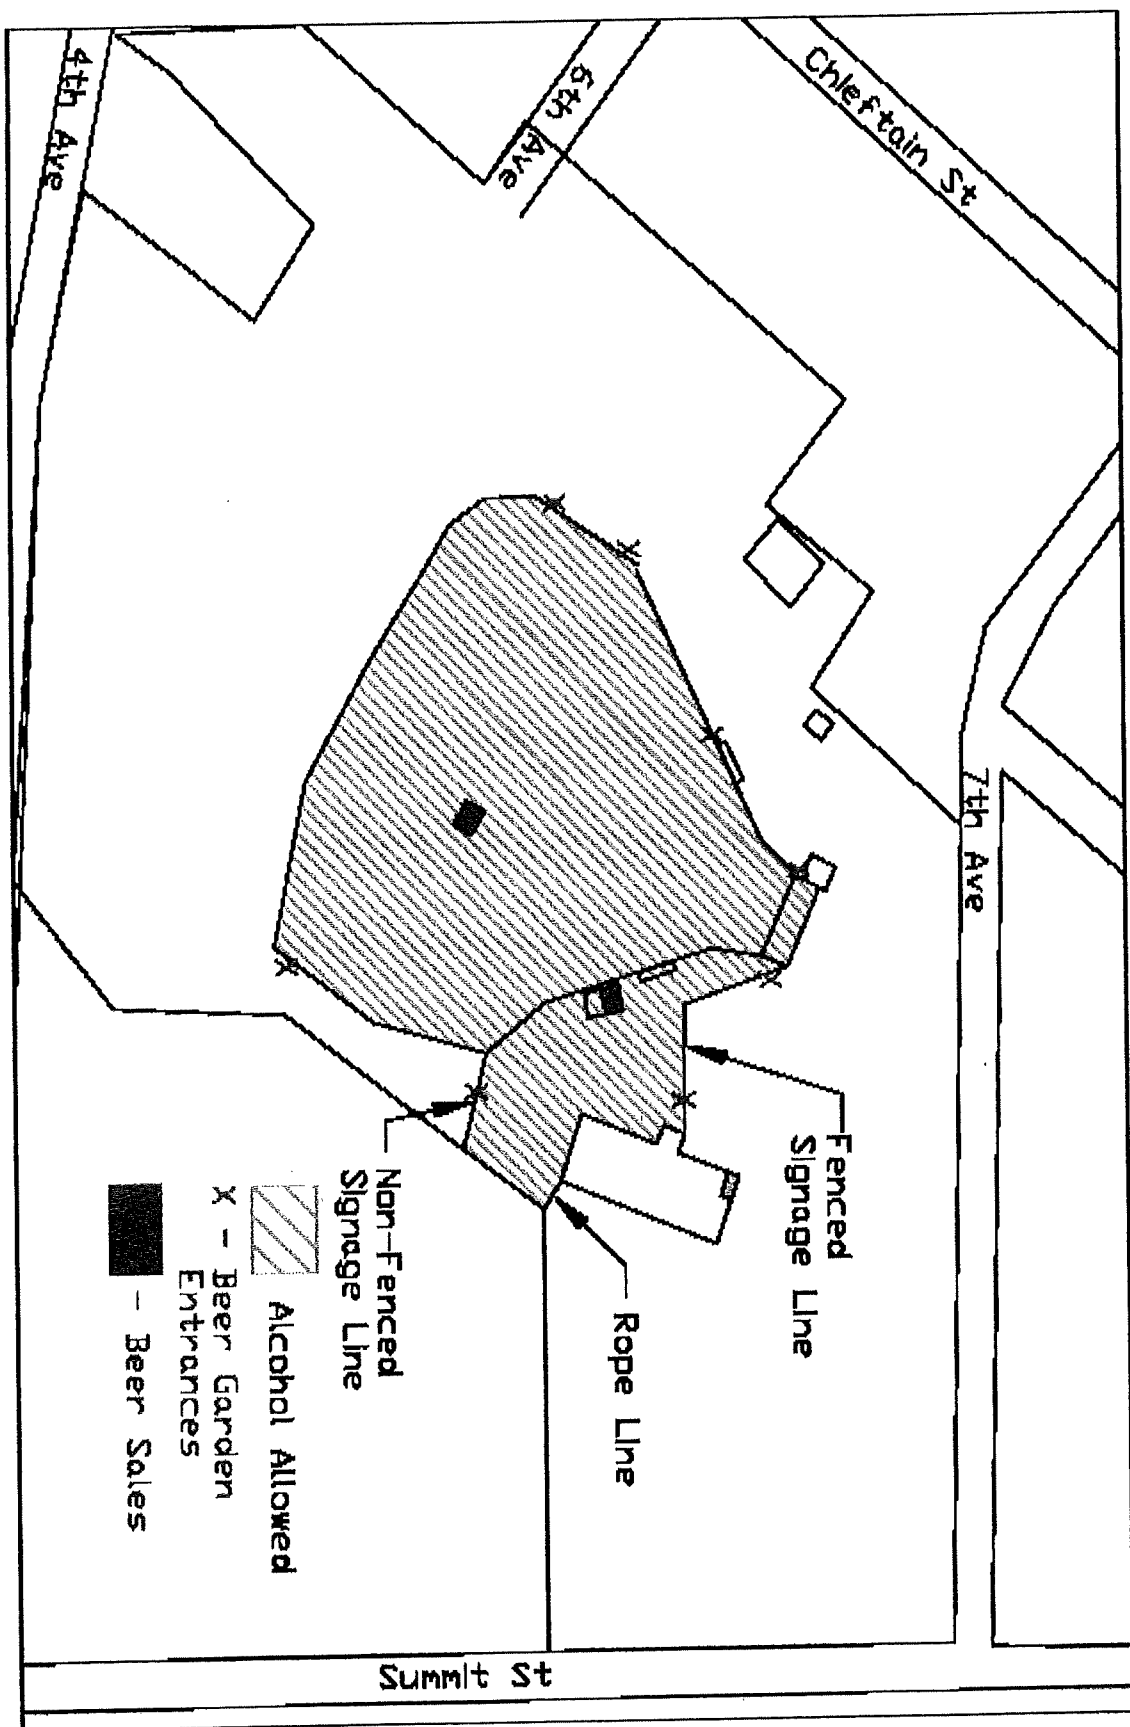 Chieftain St
6th Ave
4th Ave
7th Ave
Fenced
Signage Line
Rope Line
Non-Fenced
Signage Line
Alcohol Allowed
X - Beer Garden
Entrances
- Beer Sales
Summit St